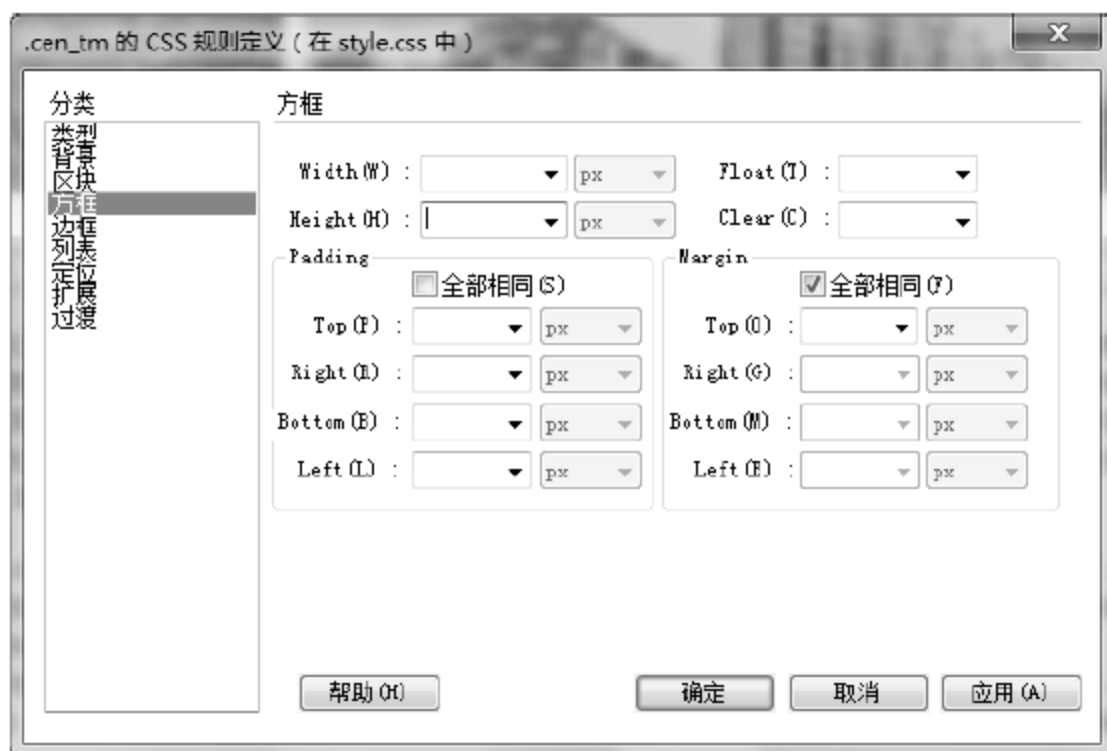 .cen_tm 的 CSS 规则定义 ( 在 style.css 中 )
分类
类型
背景
区块
方框
边框
列表
定位
扩展
过渡
方框
Width(W) : px Float(T) :
Height(H) : px Clear(C) :
Padding
全部相同(S)
Top(P) : px
Right(R) : px
Bottom(B) : px
Left(L) : px
Margin
全部相同(F)
Top(O) : px
Right(G) : px
Bottom(M) : px
Left(E) : px
帮助(H) 确定 取消 应用(A)